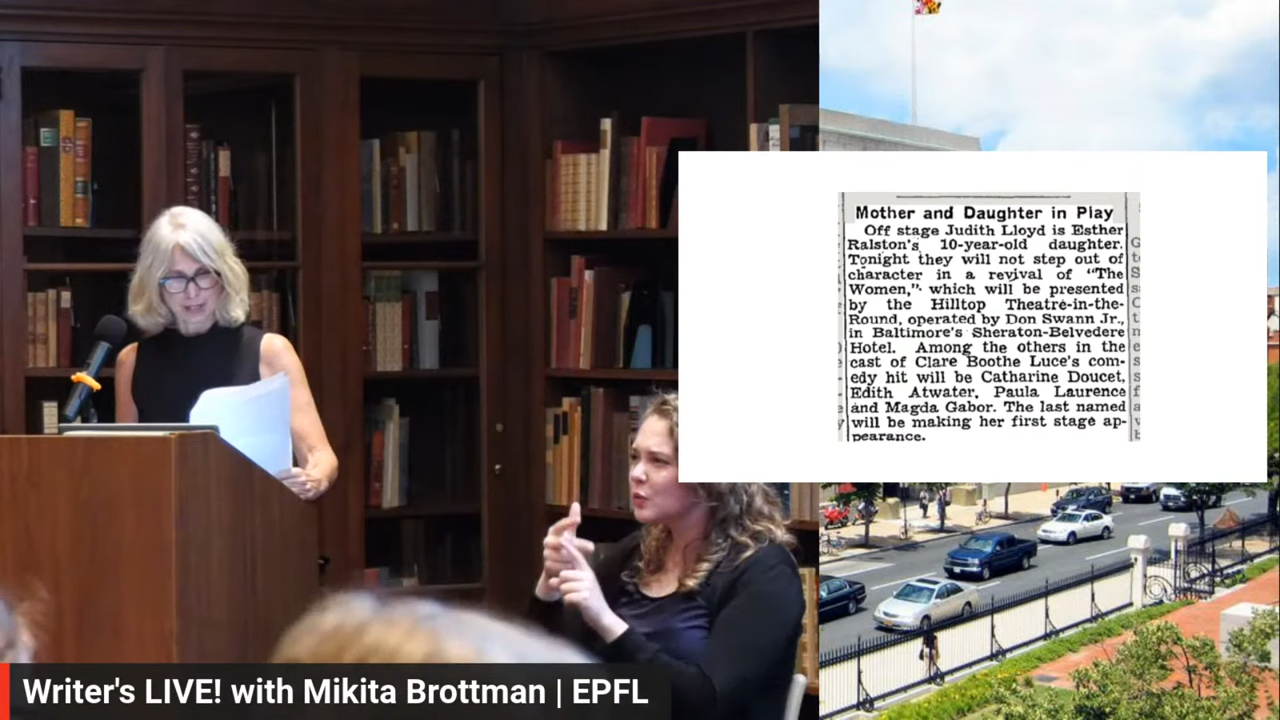 Mother and Daughter in Play
Off stage Judith Lloyd is Esther
Ralston's 10-year-old daughter.
Tonight they will not step out of
character in a revival of "The
Women," which will be presented
by the Hilltop Theatre-in-the-
Round, operated by Don Swann Jr.,
in Baltimore's Sheraton-Belvedere
Hotel. Among the others in the
cast of Clare Boothe Luce's com-
edy hit will be Catharine Doucet,
Edith Atwater, Paula Laurence
and Magda Gabor. The last named
will be making her first stage ap-
pearance.
Writer's LIVE! with Mikita Brottman | EPFL